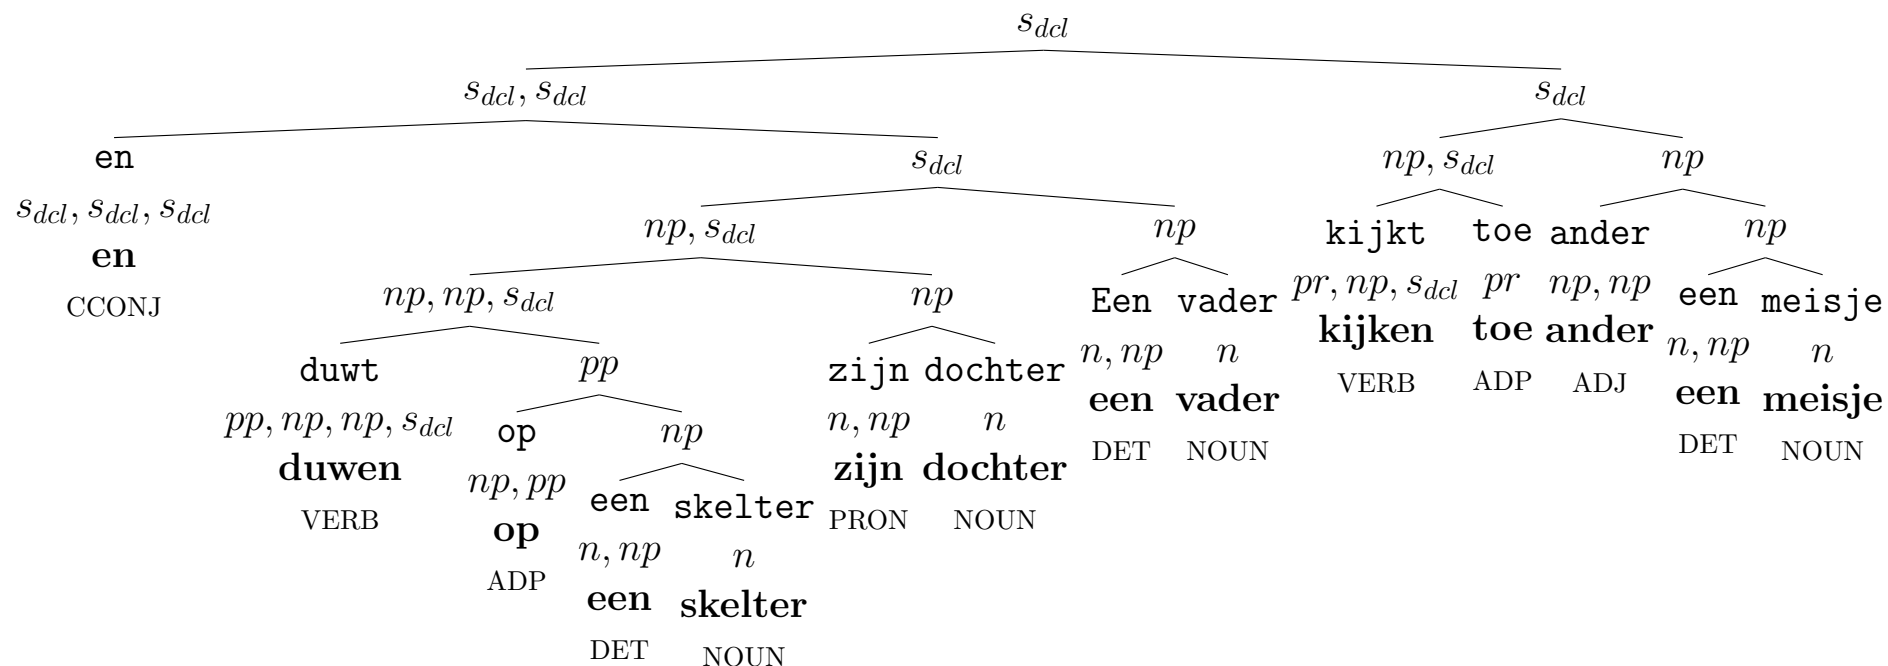 s_dcl
s_dcl, s_dcl s_dcl
en s_dcl np, s_dcl np
s_dcl, s_dcl, s_dcl np, s_dcl np kijkt toe ander np
en
CCONJ np, np, s_dcl np Een vader pr, np, s_dcl pr np, np een meisje
n, np n kijken toe ander n, np n
duwt pp zijn dochter VERB ADP ADJ
een vader een meisje
pp, np, np, s_dcl op np n, np n DET NOUN DET NOUN
duwen zijn dochter
np, pp een skelter
VERB PRON NOUN
op n, np n
ADP een skelter
DET NOUN